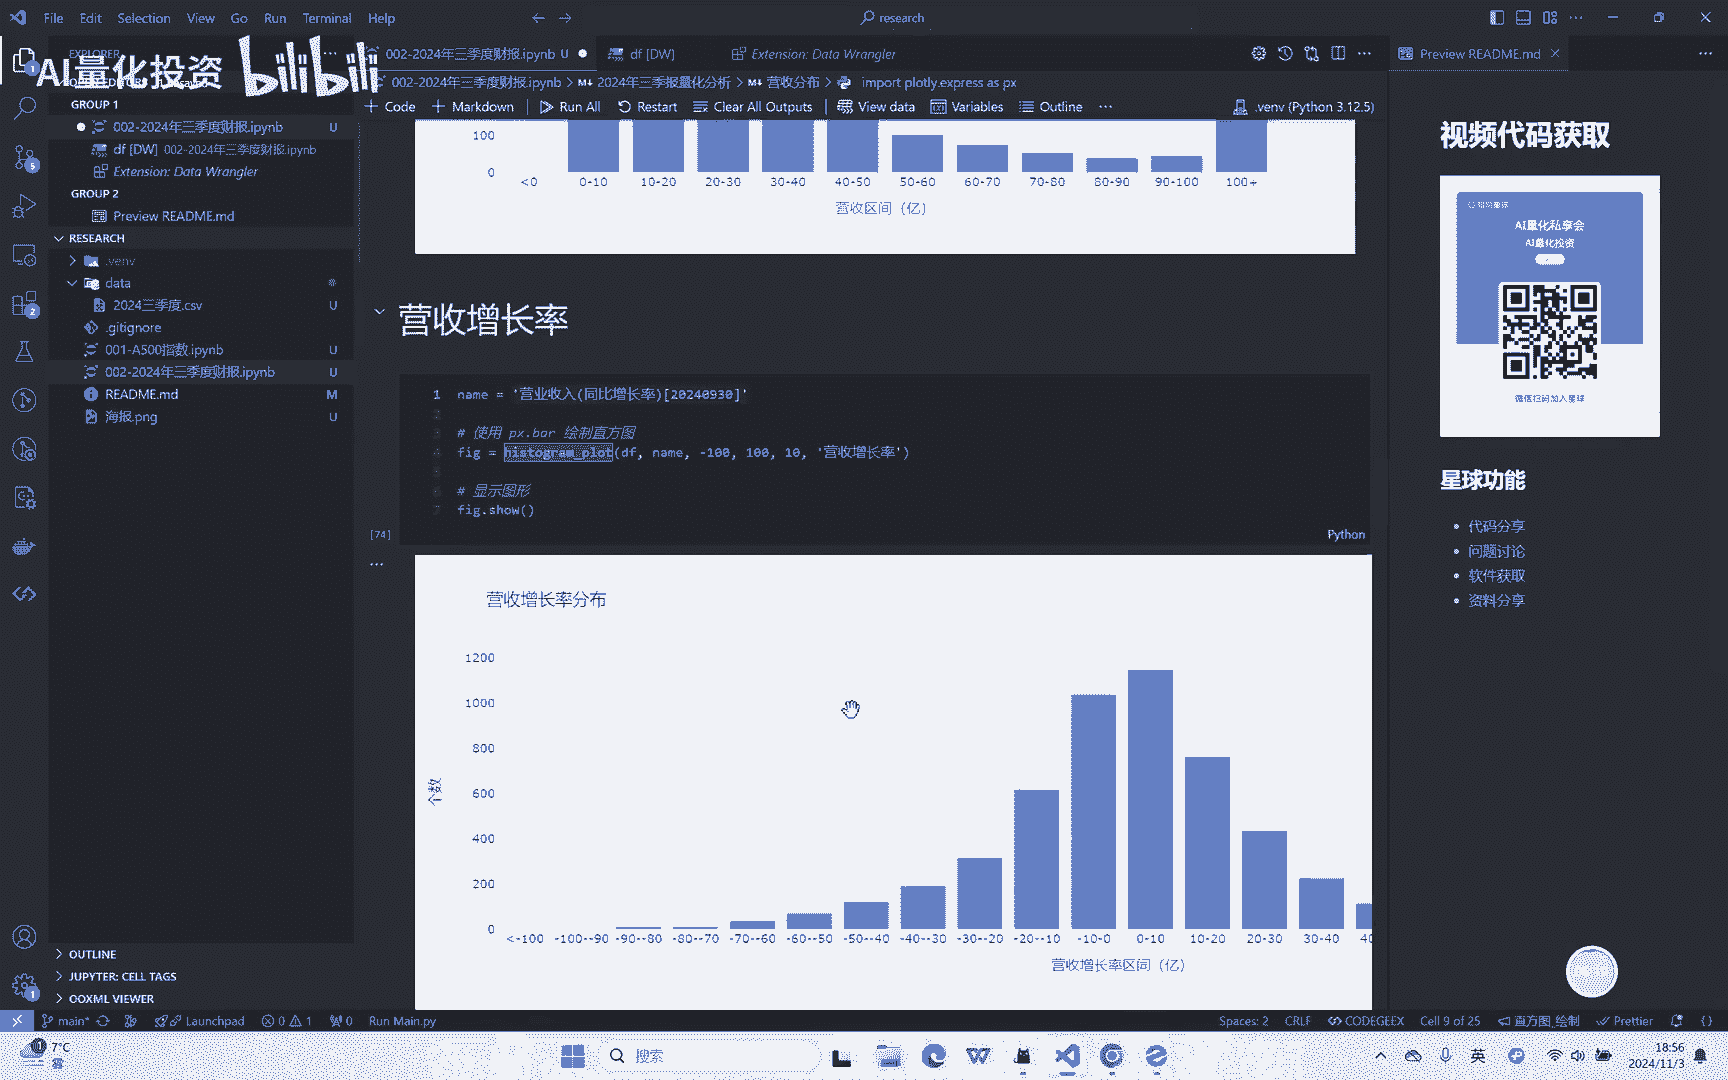 File Edit Selection View Go Run Terminal Help
research
EXPLORER
002-2024年三季度财报.ipynb U
df [DW]
Extension: Data Wrangler
Preview README.md
AI量化投资 bilibili
002-2024年三季度财报.ipynb > 2024年三季报量化分析 > 营收分布 > import plotly.express as px
+ Code + Markdown Run All Restart Clear All Outputs View data Variables Outline ... .venv (Python 3.12.5)
GROUP 1
002-2024年三季度财报.ipynb U
df [DW] 002-2024年三季度财报.ipynb
Extension: Data Wrangler
GROUP 2
Preview README.md
RESEARCH
.venv
data
2024三季度.csv U
.gitignore
001-A500指数.ipynb U
002-2024年三季度财报.ipynb U
README.md M
海报.png U
OUTLINE
JUPYTER: CELL TAGS
OOXML VIEWER
100
0
<0 0-10 10-20 20-30 30-40 40-50 50-60 60-70 70-80 80-90 90-100 100+
营收区间（亿）
营收增长率
1 name = '营业收入(同比增长率)[20240930]'
# 使用 px.bar 绘制直方图
fig = histogram_plot(df, name, -100, 100, 10, '营收增长率')
# 显示图形
fig.show()
[74]
Python
营收增长率分布
1200
1000
800
600
400
200
0
个数
<-100 -100--90 -90--80 -80--70 -70--60 -60--50 -50--40 -40--30 -30--20 -20--10 -10-0 0-10 10-20 20-30 30-40 40
营收增长率区间（亿）
视频代码获取
知识星球
AI量化私享会
AI量化投资
微信扫码加入星球
星球功能
代码分享
问题讨论
软件获取
资料分享
main* Launchpad 0 1 0 Run Main.py
Spaces: 2 CRLF CODEGEEX Cell 9 of 25 直方图_绘制 Prettier
7°C
搜索
英
18:56
2024/11/3